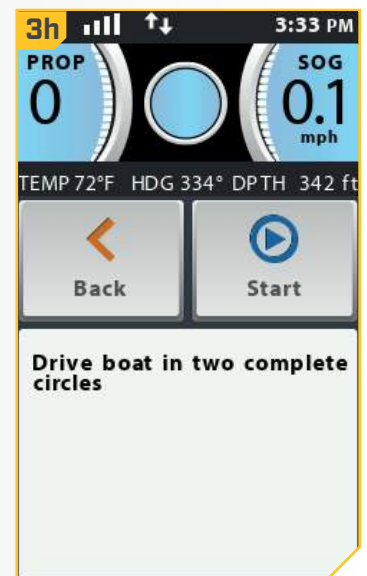 3h 3:33 PM
PROP SOG
0 0.1
mph
TEMP 72°F HDG 334° DPTH 342 ft
Back Start
Drive boat in two complete
circles